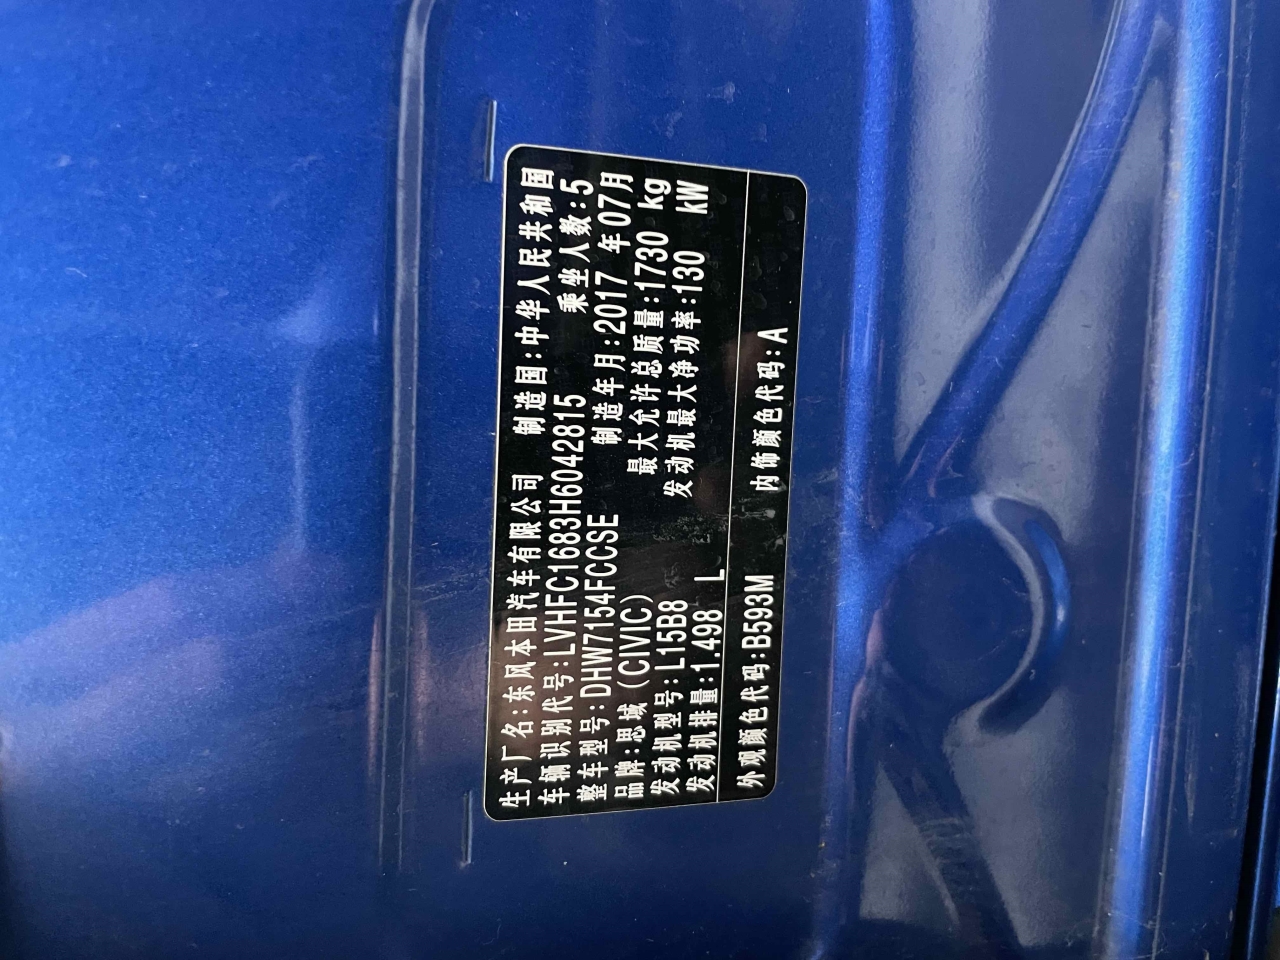 生产厂名:东风本田汽车有限公司 制造国:中华人民共和国
车辆识别代号:LVHFC1683H6042815 乘坐人数:5
整车型号:DHW7154FCCSE 制造年月:2017 年 07月
品牌:思域 (CIVIC) 最大允许总质量:1730 kg
发动机型号:L15B8 发动机最大净功率:130 kW
发动机排量:1.498 L
外观颜色代码:B593M 内饰颜色代码:A